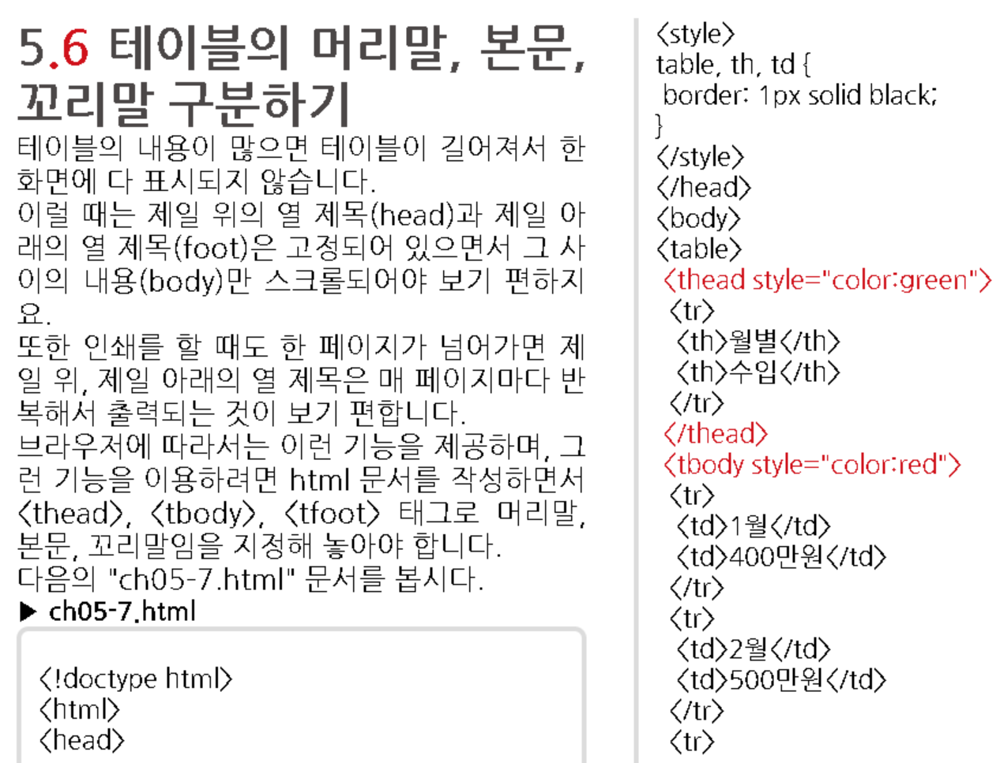 5.6 테이블의 머리말, 본문,
꼬리말 구분하기
테이블의 내용이 많으면 테이블이 길어져서 한
화면에 다 표시되지 않습니다.
이럴 때는 제일 위의 열 제목(head)과 제일 아
래의 열 제목(foot)은 고정되어 있으면서 그 사
이의 내용(body)만 스크롤되어야 보기 편하지
요.
또한 인쇄를 할 때도 한 페이지가 넘어가면 제
일 위, 제일 아래의 열 제목은 매 페이지마다 반
복해서 출력되는 것이 보기 편합니다.
브라우저에 따라서는 이런 기능을 제공하며, 그
런 기능을 이용하려면 html 문서를 작성하면서
<thead>, <tbody>, <tfoot> 태그로 머리말,
본문, 꼬리말임을 지정해 놓아야 합니다.
다음의 "ch05-7.html" 문서를 봅시다.
▶ ch05-7.html
<!doctype html>
<html>
<head>
<style>
table, th, td {
border: 1px solid black;
}
</style>
</head>
<body>
<table>
<thead style="color:green">
<tr>
<th>월별</th>
<th>수입</th>
</tr>
</thead>
<tbody style="color:red">
<tr>
<td>1월</td>
<td>400만원</td>
</tr>
<tr>
<td>2월</td>
<td>500만원</td>
</tr>
<tr>